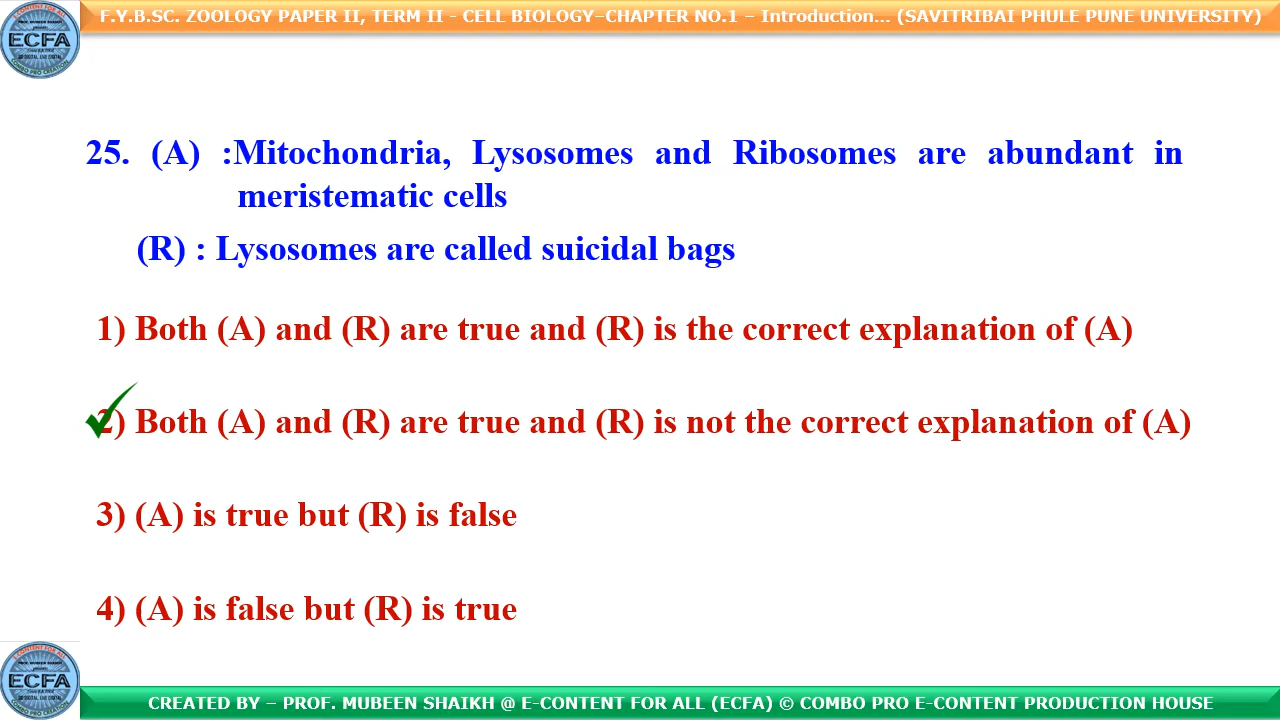 F.Y.B.SC. ZOOLOGY PAPER II, TERM II - CELL BIOLOGY–CHAPTER NO.1 – Introduction... (SAVITRIBAI PHULE PUNE UNIVERSITY)
ECFA
25. (A) :Mitochondria, Lysosomes and Ribosomes are abundant in
meristematic cells
(R) : Lysosomes are called suicidal bags
1) Both (A) and (R) are true and (R) is the correct explanation of (A)
2) Both (A) and (R) are true and (R) is not the correct explanation of (A)
3) (A) is true but (R) is false
4) (A) is false but (R) is true
ECFA
CREATED BY – PROF. MUBEEN SHAIKH @ E-CONTENT FOR ALL (ECFA) © COMBO PRO E-CONTENT PRODUCTION HOUSE